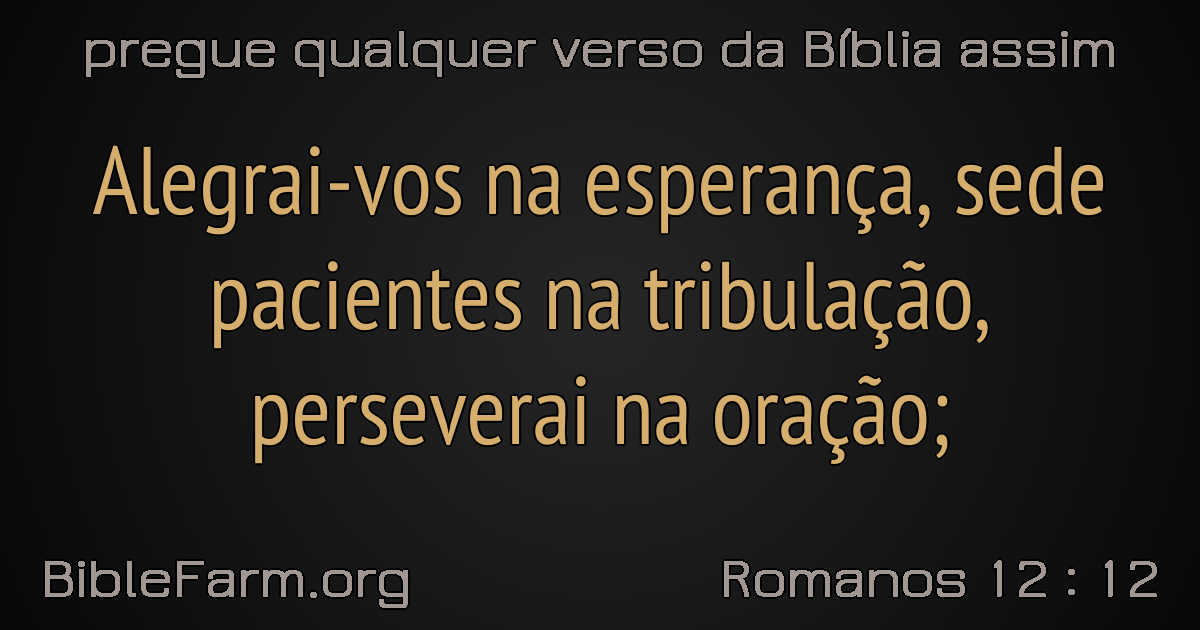 pregue qualquer verso da Bíblia assim
Alegrai-vos na esperança, sede
pacientes na tribulação,
perseverai na oração;
BibleFarm.org
Romanos 12 : 12